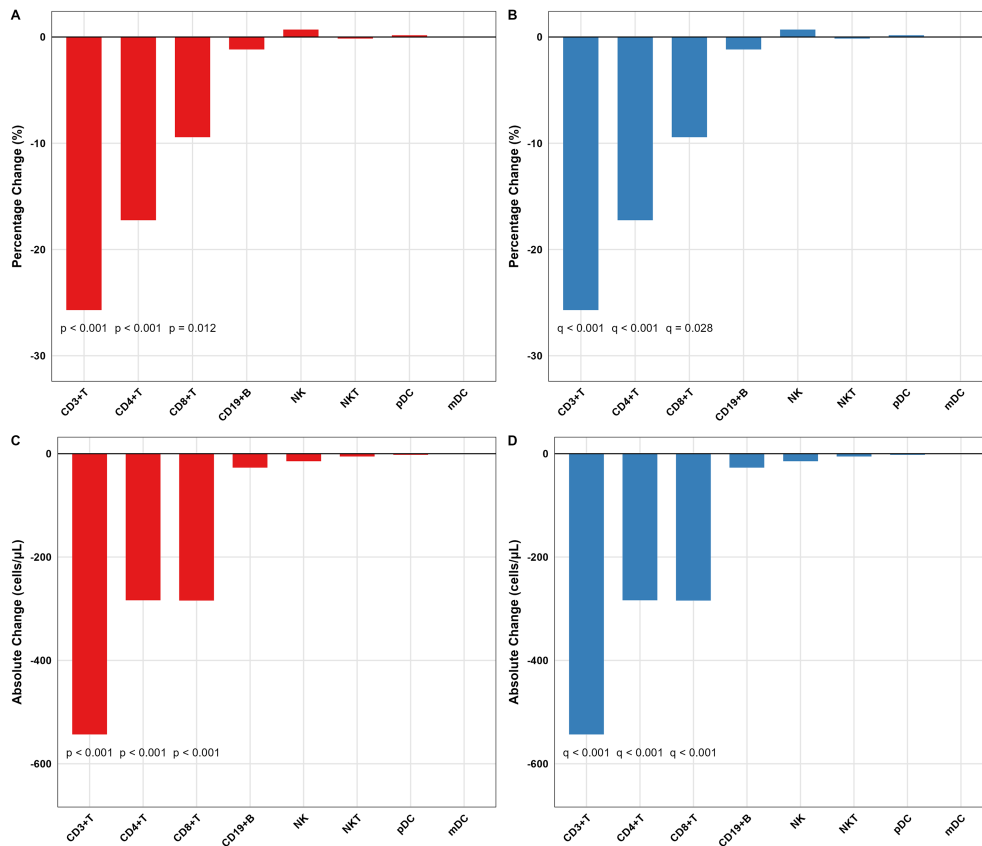 A
Percentage Change (%)
0
-10
-20
-30
p < 0.001 p < 0.001 p = 0.012
CD3+T CD4+T CD8+T CD19+B NK NKT pDC mDC
B
Percentage Change (%)
0
-10
-20
-30
q < 0.001 q < 0.001 q = 0.028
CD3+T CD4+T CD8+T CD19+B NK NKT pDC mDC
C
Absolute Change (cells/μL)
0
-200
-400
-600
p < 0.001 p < 0.001 p < 0.001
CD3+T CD4+T CD8+T CD19+B NK NKT pDC mDC
D
Absolute Change (cells/μL)
0
-200
-400
-600
q < 0.001 q < 0.001 q < 0.001
CD3+T CD4+T CD8+T CD19+B NK NKT pDC mDC